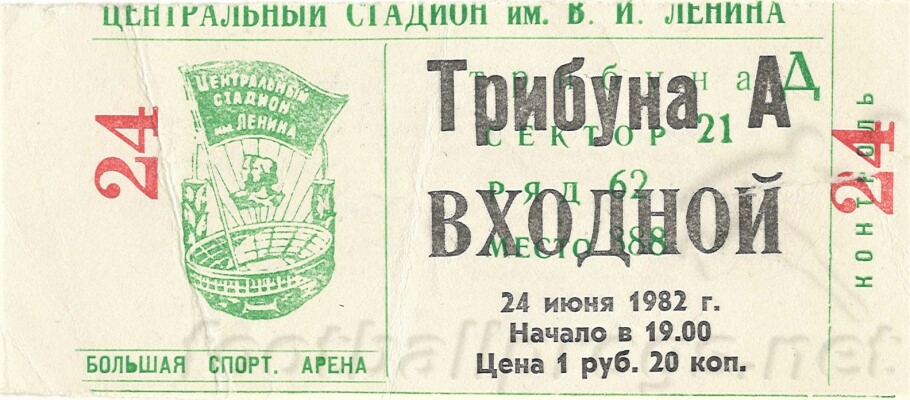 ЦЕНТРАЛЬНЫЙ СТАДИОН им. В. И. ЛЕНИНА
24
ЦЕНТРАЛЬНЫЙ
СТАДИОН
им. ЛЕНИНА
БОЛЬШАЯ СПОРТ. АРЕНА
трибуна Д
СЕКТОР 21
РЯД 62
МЕСТО 388
Трибуна А
ВХОДНОЙ
24 июня 1982 г.
Начало в 19.00
Цена 1 руб. 20 коп.
24
КОНТРОЛЬ